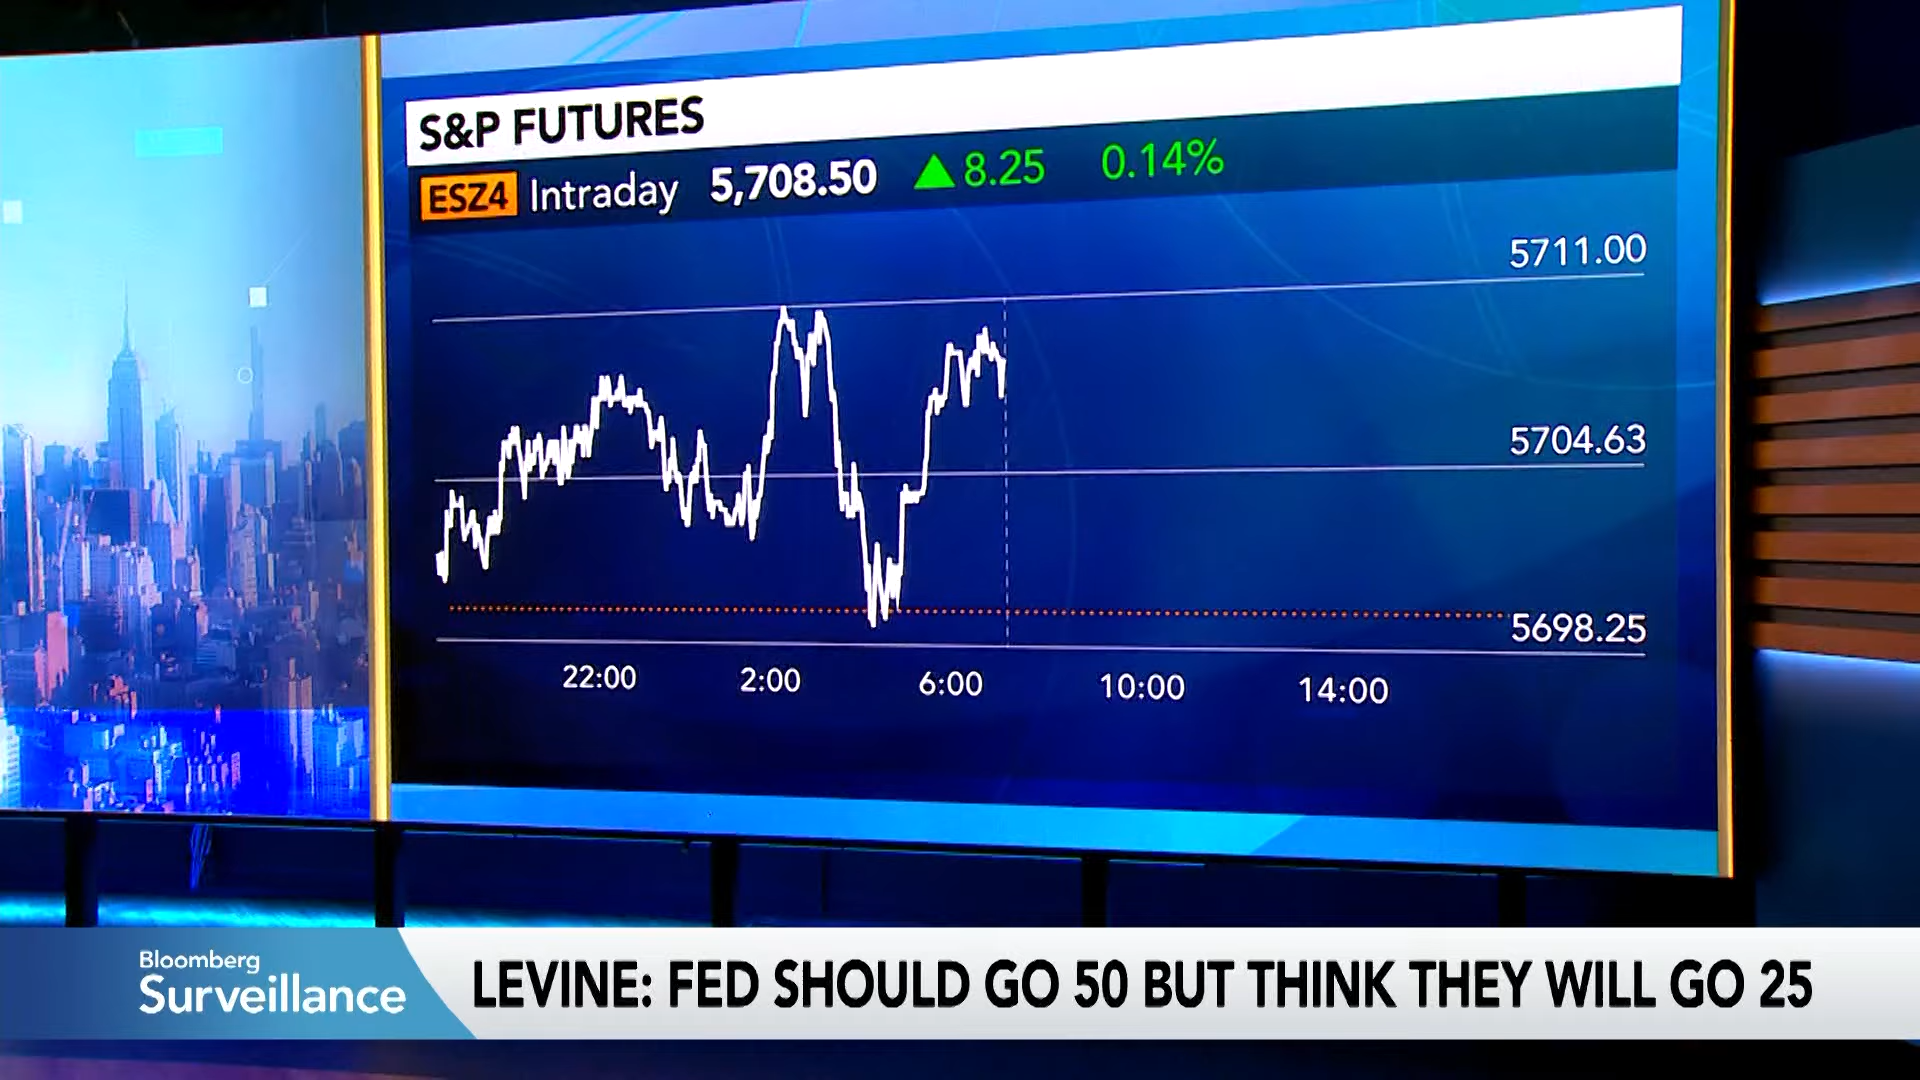 S&P FUTURES
ESZ4 Intraday 5,708.50 ▲8.25 0.14%
5711.00
5704.63
5698.25
22:00 2:00 6:00 10:00 14:00
Bloomberg
Surveillance
LEVINE: FED SHOULD GO 50 BUT THINK THEY WILL GO 25